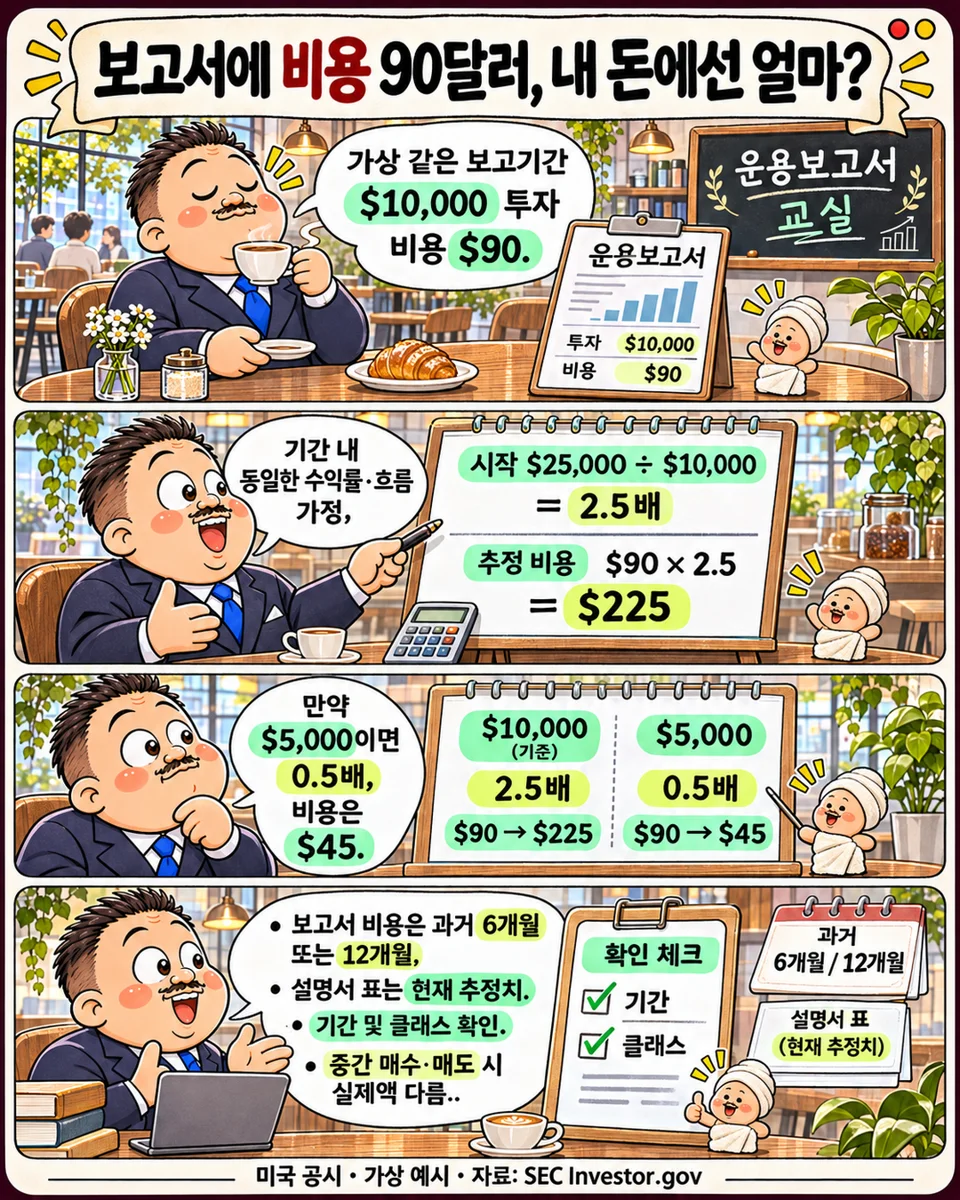 보고서에 비용 90달러, 내 돈에선 얼마?
가상 같은 보고기간
$10,000 투자
비용 $90.
운용보고서
교실
운용보고서
투자 $10,000
비용 $90
기간 내
동일한 수익률·흐름
가정,
시작 $25,000 ÷ $10,000
= 2.5배
추정 비용 $90 × 2.5
= $225
만약
$5,000이면
0.5배,
비용은
$45.
$10,000
(기준)
2.5배
$90 → $225
$5,000
0.5배
$90 → $45
• 보고서 비용은 과거 6개월
또는 12개월,
• 설명서 표는 현재 추정치.
• 기간 및 클래스 확인.
• 중간 매수·매도 시
실제액 다름..
확인 체크
기간
클래스
과거
6개월 / 12개월
설명서 표
(현재 추정치)
미국 공시 · 가상 예시 · 자료: SEC Investor.gov